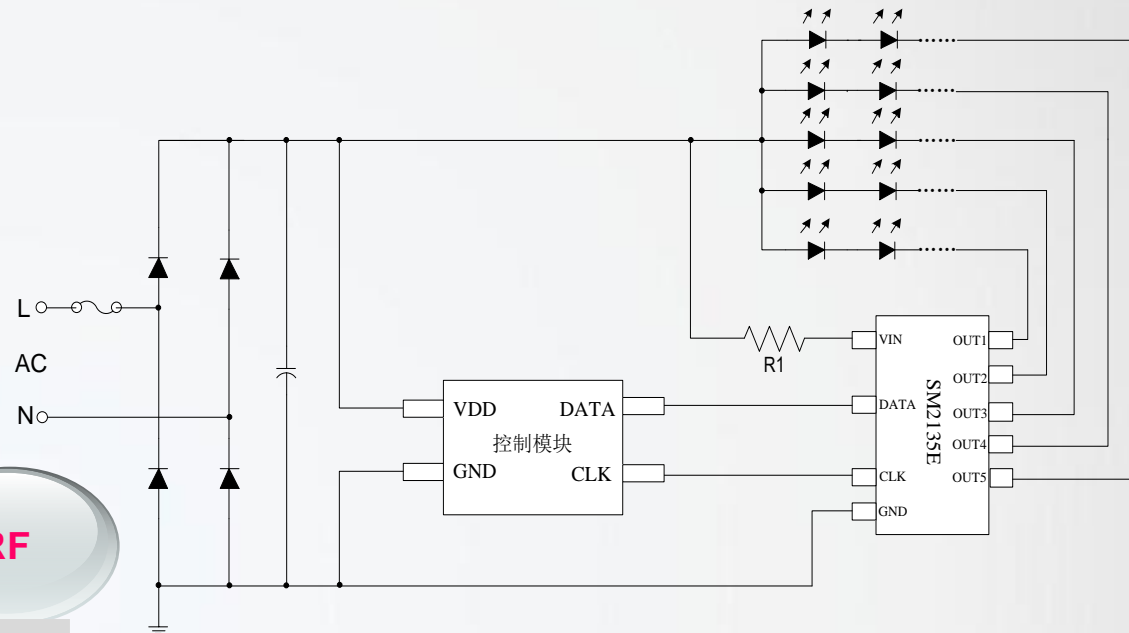 L
AC
N
RF
VDD
DATA
控制模块
GND
CLK
R1
VIN
OUT1
OUT2
DATA
OUT3
SM2135E
OUT4
CLK
OUT5
GND